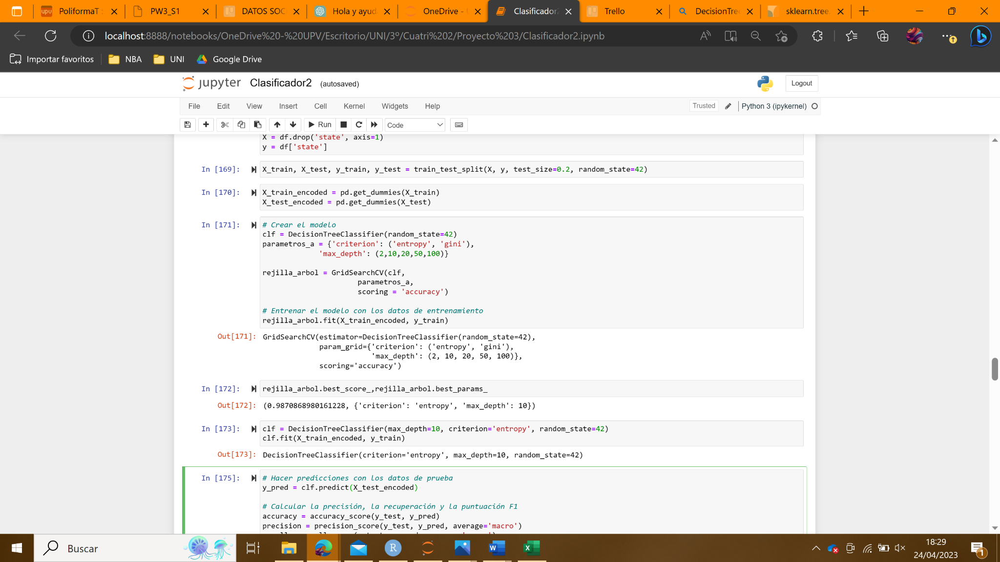 PoliformaT :
PW3_S1
DATOS SOC
Hola y ayud
OneDrive -
Clasificador
Trello
DecisionTre
sklearn.tree.
localhost:8888/notebooks/OneDrive%20-%20UPV/Escritorio/UNI/3º/Cuatri%202/Proyecto%203/Clasificador2.ipynb
Importar favoritos
NBA
UNI
Google Drive
jupyter Clasificador2 (autosaved)
Logout
File Edit View Insert Cell Kernel Widgets Help
Trusted
Python 3 (ipykernel)
Run
Code
X = df.drop('state', axis=1)
y = df['state']
In [169]: X_train, X_test, y_train, y_test = train_test_split(X, y, test_size=0.2, random_state=42)
In [170]: X_train_encoded = pd.get_dummies(X_train)
X_test_encoded = pd.get_dummies(X_test)
In [171]: # Crear el modelo
clf = DecisionTreeClassifier(random_state=42)
parametros_a = {'criterion': ('entropy', 'gini'),
'max_depth': (2,10,20,50,100)}
rejilla_arbol = GridSearchCV(clf,
parametros_a,
scoring = 'accuracy')
# Entrenar el modelo con los datos de entrenamiento
rejilla_arbol.fit(X_train_encoded, y_train)
Out[171]: GridSearchCV(estimator=DecisionTreeClassifier(random_state=42),
param_grid={'criterion': ('entropy', 'gini'),
'max_depth': (2, 10, 20, 50, 100)},
scoring='accuracy')
In [172]: rejilla_arbol.best_score_,rejilla_arbol.best_params_
Out[172]: (0.9870868980161228, {'criterion': 'entropy', 'max_depth': 10})
In [173]: clf = DecisionTreeClassifier(max_depth=10, criterion='entropy', random_state=42)
clf.fit(X_train_encoded, y_train)
Out[173]: DecisionTreeClassifier(criterion='entropy', max_depth=10, random_state=42)
In [175]: # Hacer predicciones con los datos de prueba
y_pred = clf.predict(X_test_encoded)
# Calcular la precisión, la recuperación y la puntuación F1
accuracy = accuracy_score(y_test, y_pred)
precision = precision_score(y_test, y_pred, average='macro')
Buscar
18:29
24/04/2023
1